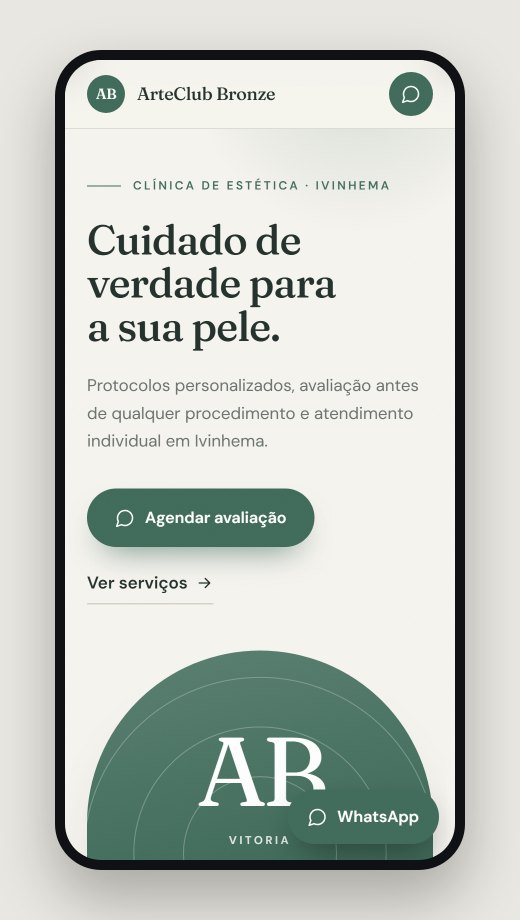 AB ArteClub Bronze
CLÍNICA DE ESTÉTICA · IVINHEMA
Cuidado de
verdade para
a sua pele.
Protocolos personalizados, avaliação antes
de qualquer procedimento e atendimento
individual em Ivinhema.
Agendar avaliação
Ver serviços →
AB
WhatsApp
VITORIA